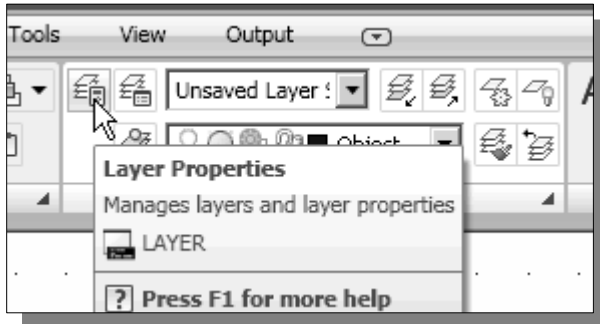 Tools View Output
Unsaved Layer S
Object
Layer Properties
Manages layers and layer properties
LAYER
? Press F1 for more help